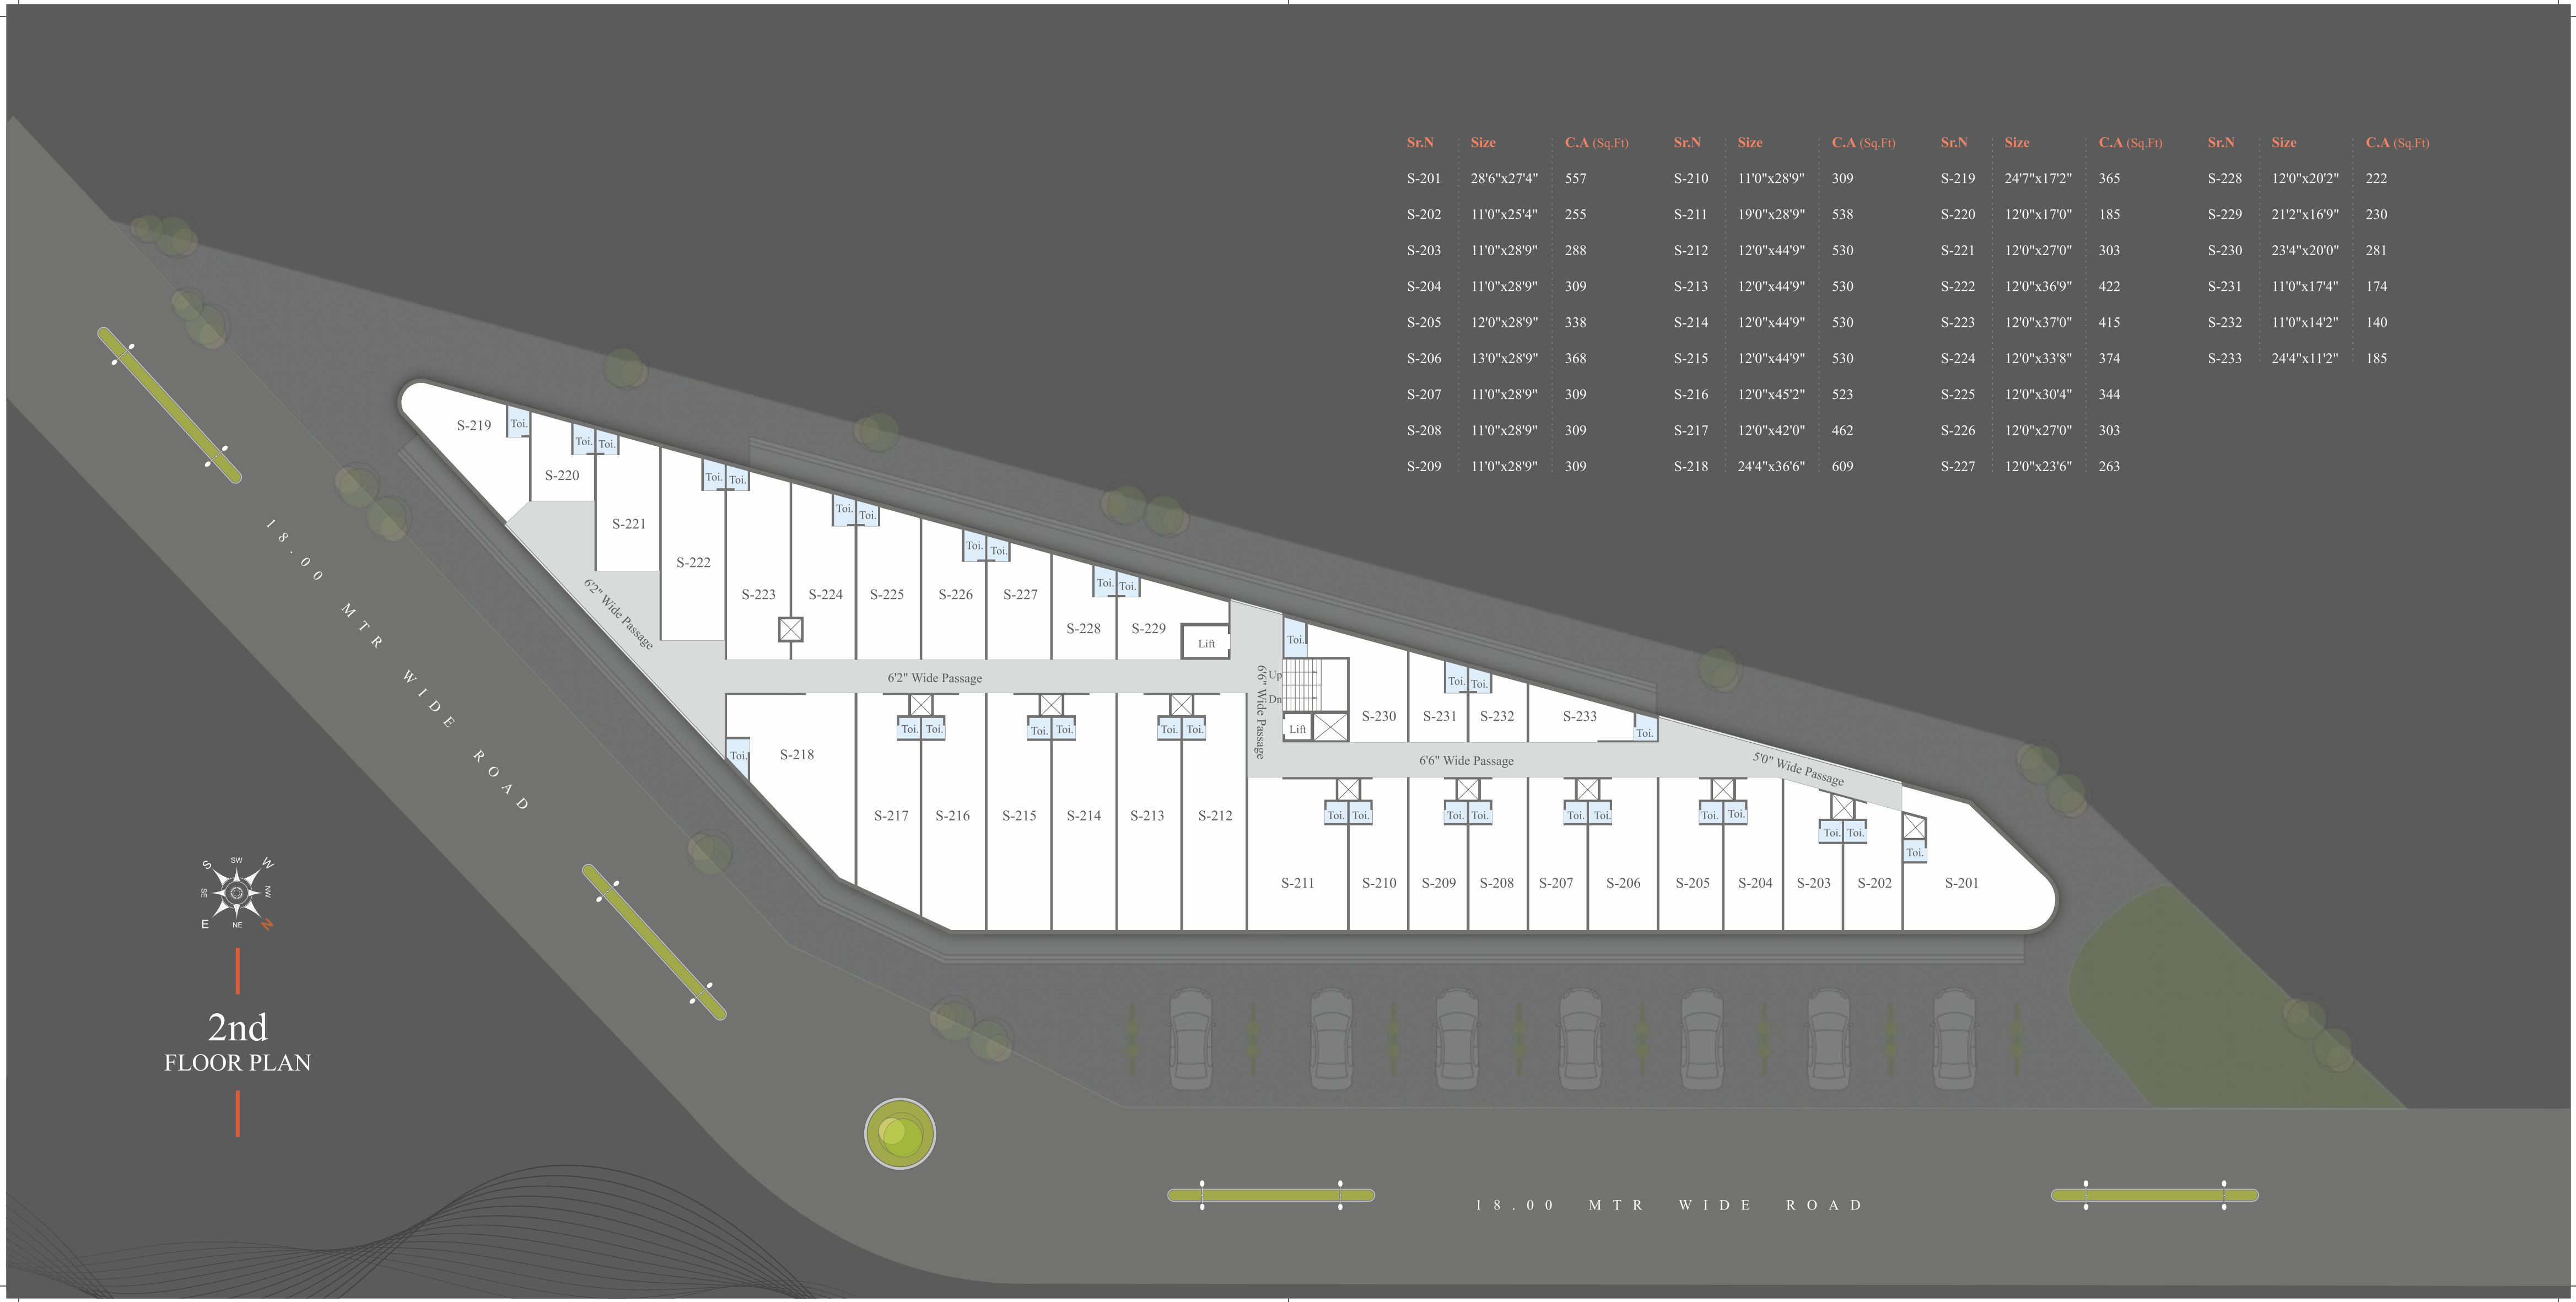 Sr.N Size C.A (Sq.Ft) Sr.N Size C.A (Sq.Ft) Sr.N Size C.A (Sq.Ft) Sr.N Size C.A (Sq.Ft)
S-201 28'6"x27'4" 557 S-210 11'0"x28'9" 309 S-219 24'7"x17'2" 365 S-228 12'0"x20'2" 222
S-202 11'0"x25'4" 255 S-211 19'0"x28'9" 538 S-220 12'0"x17'0" 185 S-229 21'2"x16'9" 230
S-203 11'0"x28'9" 288 S-212 12'0"x44'9" 530 S-221 12'0"x27'0" 303 S-230 23'4"x20'0" 281
S-204 11'0"x28'9" 309 S-213 12'0"x44'9" 530 S-222 12'0"x36'9" 422 S-231 11'0"x17'4" 174
S-205 12'0"x28'9" 338 S-214 12'0"x44'9" 530 S-223 12'0"x37'0" 415 S-232 11'0"x14'2" 140
S-206 13'0"x28'9" 368 S-215 12'0"x44'9" 530 S-224 12'0"x33'8" 374 S-233 24'4"x11'2" 185
S-207 11'0"x28'9" 309 S-216 12'0"x45'2" 523 S-225 12'0"x30'4" 344
S-208 11'0"x28'9" 309 S-217 12'0"x42'0" 462 S-226 12'0"x27'0" 303
S-209 11'0"x28'9" 309 S-218 24'4"x36'6" 609 S-227 12'0"x23'6" 263
S-219 Toi.
Toi. Toi.
S-220
Toi. Toi.
S-221
Toi. Toi.
S-222
Toi. Toi.
S-223 S-224 S-225 S-226 S-227
Toi. Toi.
S-228 S-229
Lift
Toi.
6'2" Wide Passage
6'2" Wide Passage
6'6" Wide Passage
Up
Dn
Lift
Toi. Toi.
S-230 S-231 S-232 S-233
Toi.
6'6" Wide Passage
5'0" Wide Passage
Toi. Toi. Toi. Toi. Toi. Toi.
Toi.
S-218
S-217 S-216 S-215 S-214 S-213 S-212
Toi. Toi. Toi. Toi. Toi. Toi. Toi. Toi.
Toi. Toi.
Toi.
S-211 S-210 S-209 S-208 S-207 S-206 S-205 S-204 S-203 S-202 S-201
18.00 MTR WIDE ROAD
S SW W
SE NW
E NE N
2nd
FLOOR PLAN
18.00 MTR WIDE ROAD